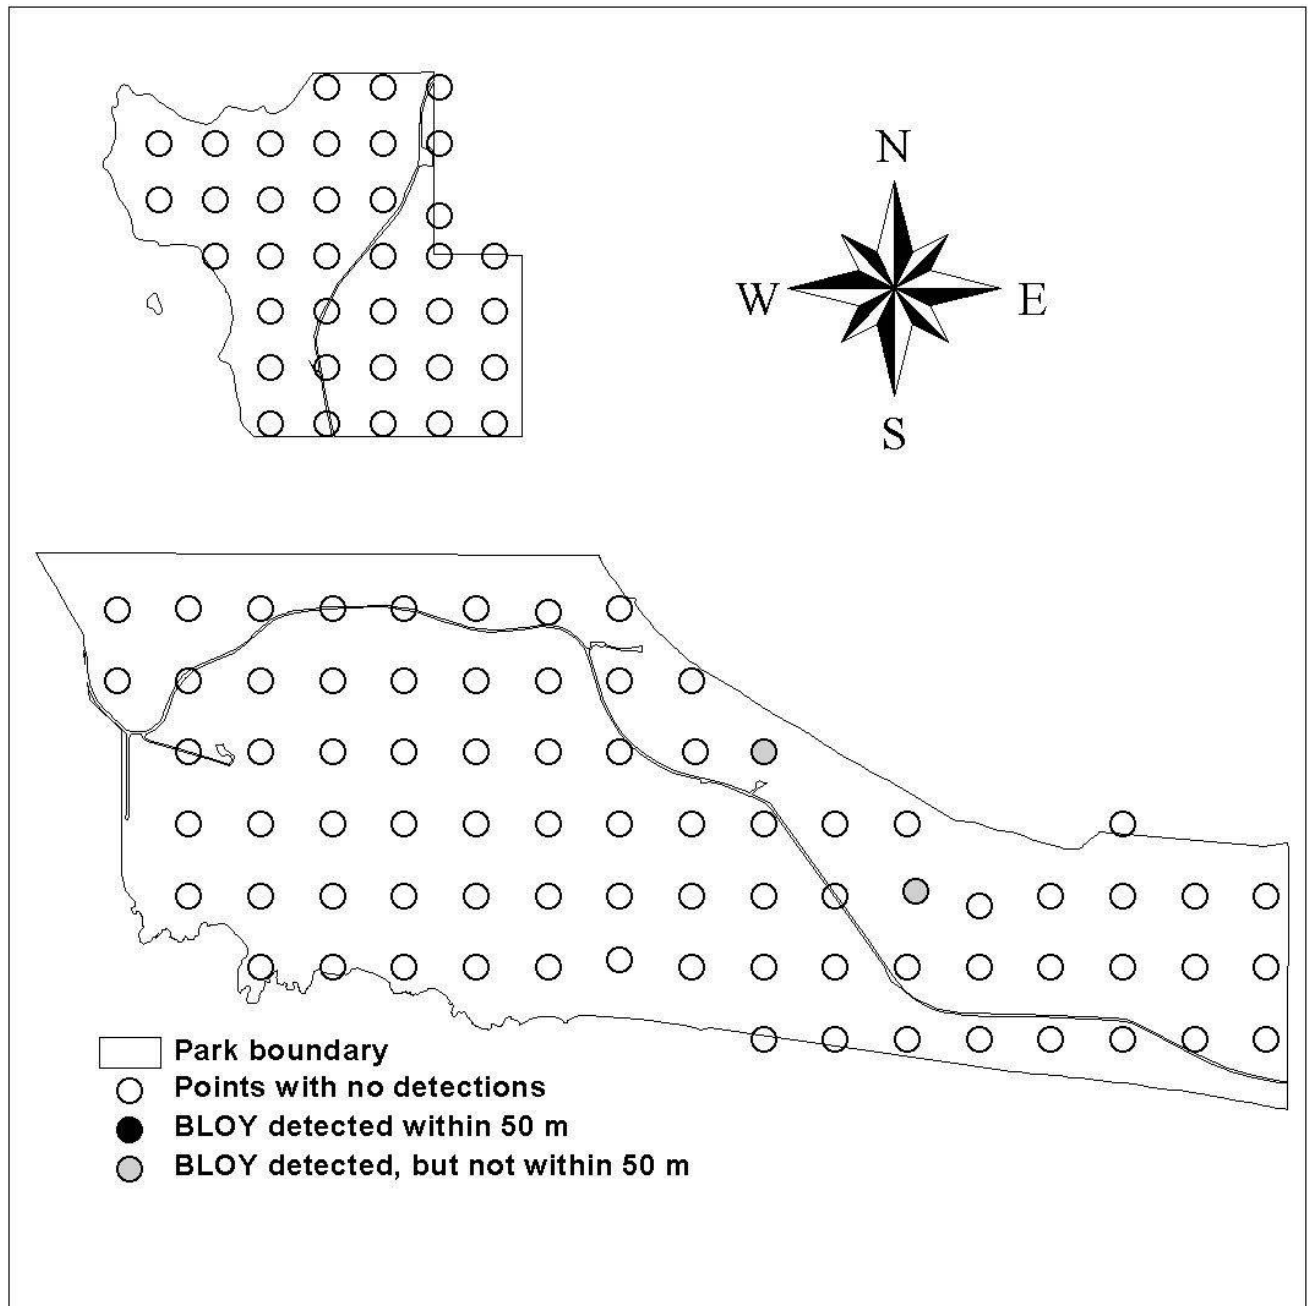 N
W E
S
Park boundary
Points with no detections
BLOY detected within 50 m
BLOY detected, but not within 50 m